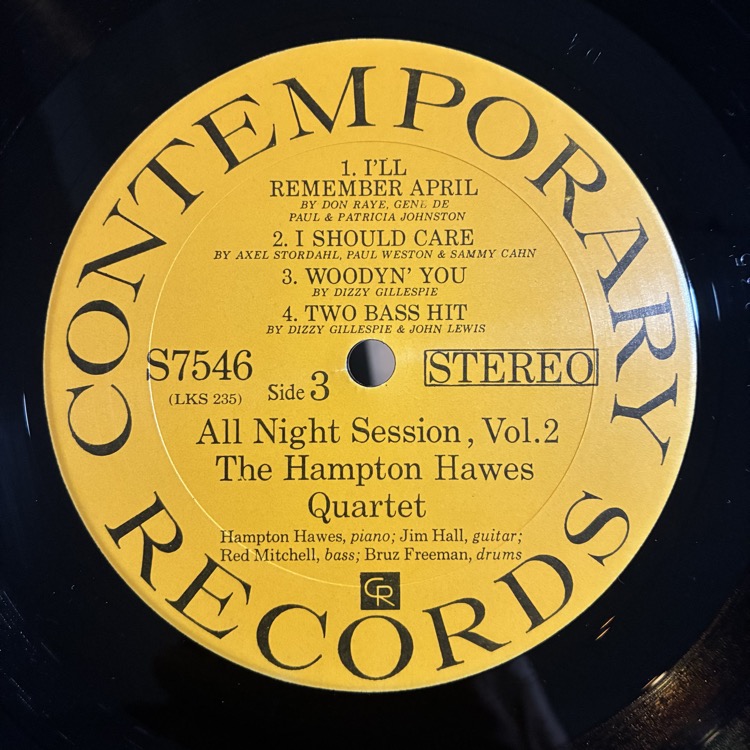 CONTEMPORARY
1. I'LL
REMEMBER APRIL
BY DON RAYE, GENE DE
PAUL & PATRICIA JOHNSTON
2. I SHOULD CARE
BY AXEL STORDAHL, PAUL WESTON & SAMMY CAHN
3. WOODYN' YOU
BY DIZZY GILLESPIE
4. TWO BASS HIT
BY DIZZY GILLESPIE & JOHN LEWIS
S7546
STEREO
(LKS 235)
Side 3
All Night Session, Vol.2
The Hampton Hawes
Quartet
Hampton Hawes, piano; Jim Hall, guitar;
Red Mitchell, bass; Bruz Freeman, drums
CR
RECORDS